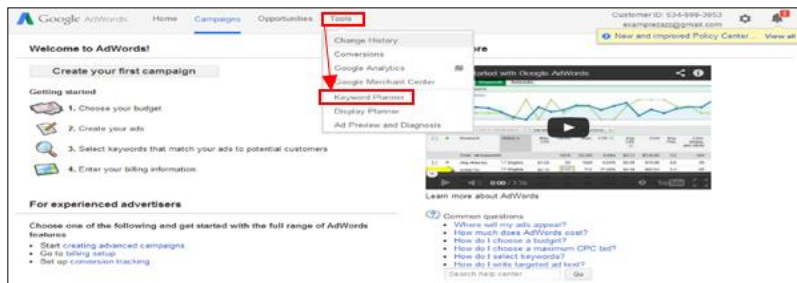 Google AdWords Home Campaigns Opportunities Tools
Customer ID: 634-899-3953
examplezazz@gmail.com
New and improved Policy Center... View all
Welcome to AdWords!
Create your first campaign
Getting started
1. Choose your budget
2. Create your ads
3. Select keywords that match your ads to potential customers
4. Enter your billing information
For experienced advertisers
Choose one of the following and get started with the full range of AdWords
features
Start creating advanced campaigns
Go to billing setup
Set up conversion tracking
Change History
Conversions
Google Analytics
Google Merchant Center
Keyword Planner
Display Planner
Ad Preview and Diagnosis
started with Google AdWords
0:00
YouTube
Learn more about AdWords
Common questions
Where will my ads appear?
How much does AdWords cost?
How do I choose a budget?
How do I choose a maximum CPC bid?
How do I select keywords?
How do I write targeted ad text?
Search help center Go